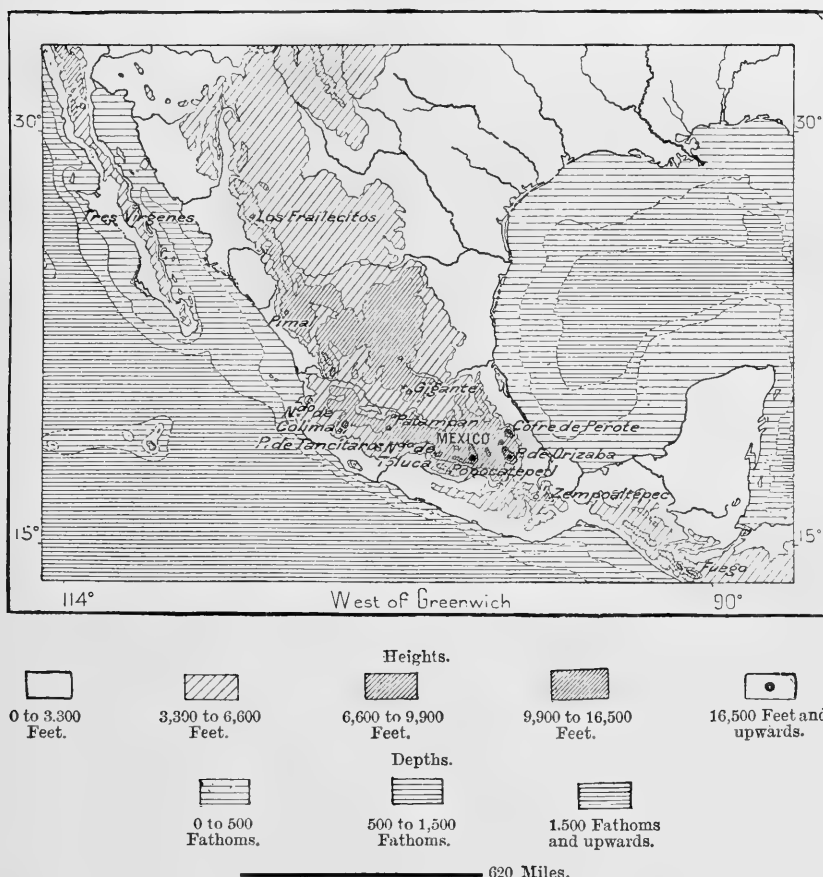 30°
30°
Tres Virgenes
Los Frailecitos
Pima
Gigante
Nᵈᵒ de
Colima
Patamban
Cofre de Perote
MEXICO
P. de Tancitaro
Nᵈᵒ de
Toluca
P. de Orizaba
Popocatepetl
Zempoaltepec
15°
15°
Fuego
114°
West of Greenwich
90°
Heights.
0 to 3.300
Feet.
3,300 to 6,600
Feet.
6,600 to 9,900
Feet.
9,900 to 16,500
Feet.
16,500 Feet and
upwards.
Depths.
0 to 500
Fathoms.
500 to 1,500
Fathoms.
1.500 Fathoms
and upwards.
620 Miles.